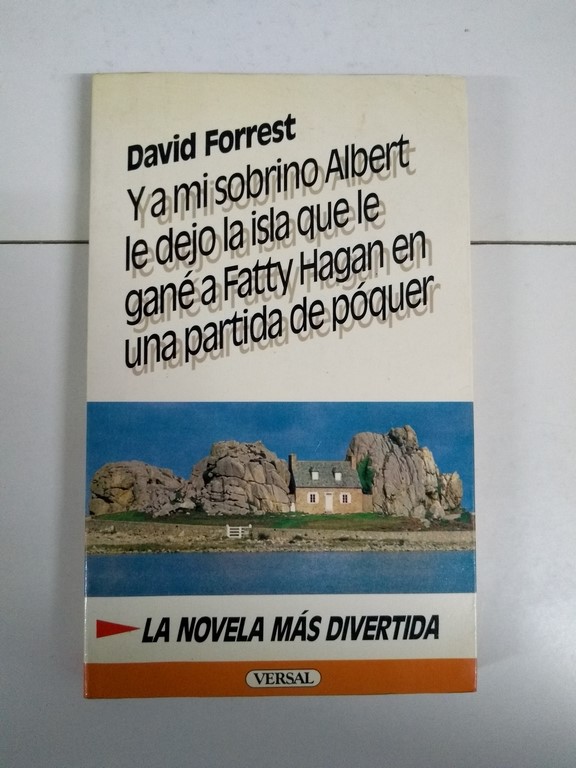 David Forrest
Y a mi sobrino Albert
le dejo la isla que le
gané a Fatty Hagan en
una partida de póquer
LA NOVELA MÁS DIVERTIDA
VERSAL